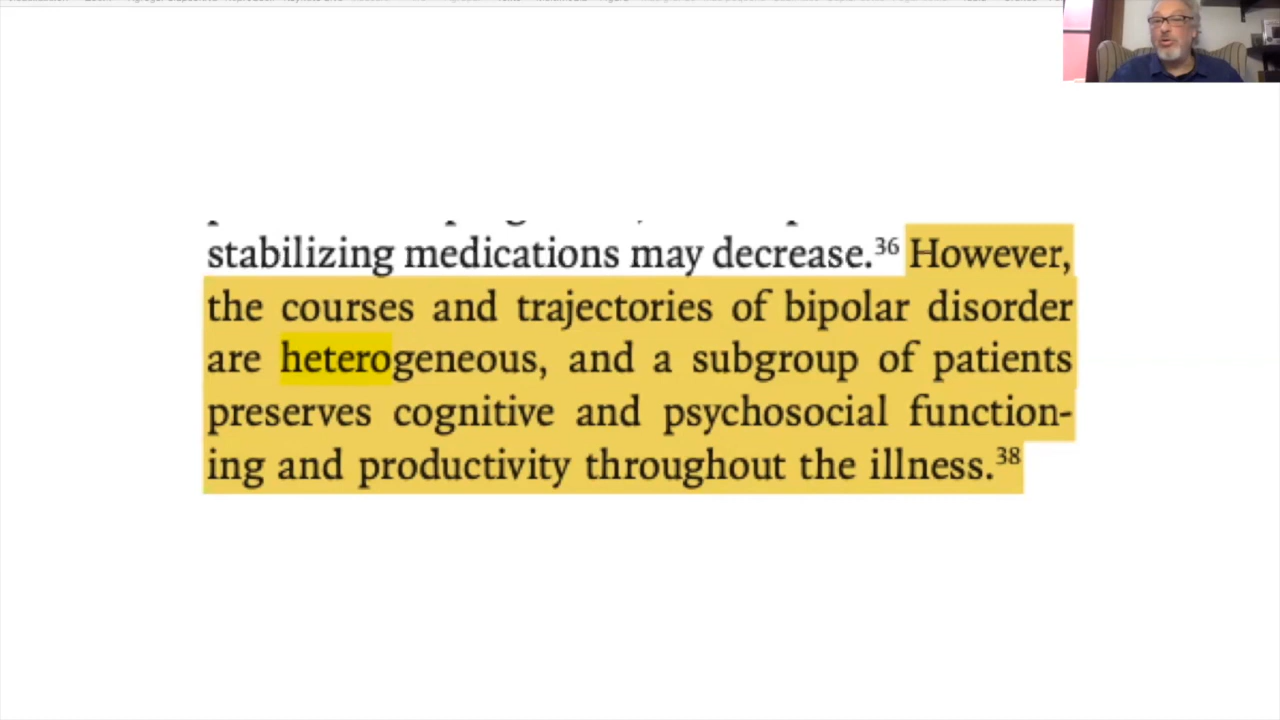 stabilizing medications may decrease.³⁶ However,
the courses and trajectories of bipolar disorder
are heterogeneous, and a subgroup of patients
preserves cognitive and psychosocial function-
ing and productivity throughout the illness.³⁸